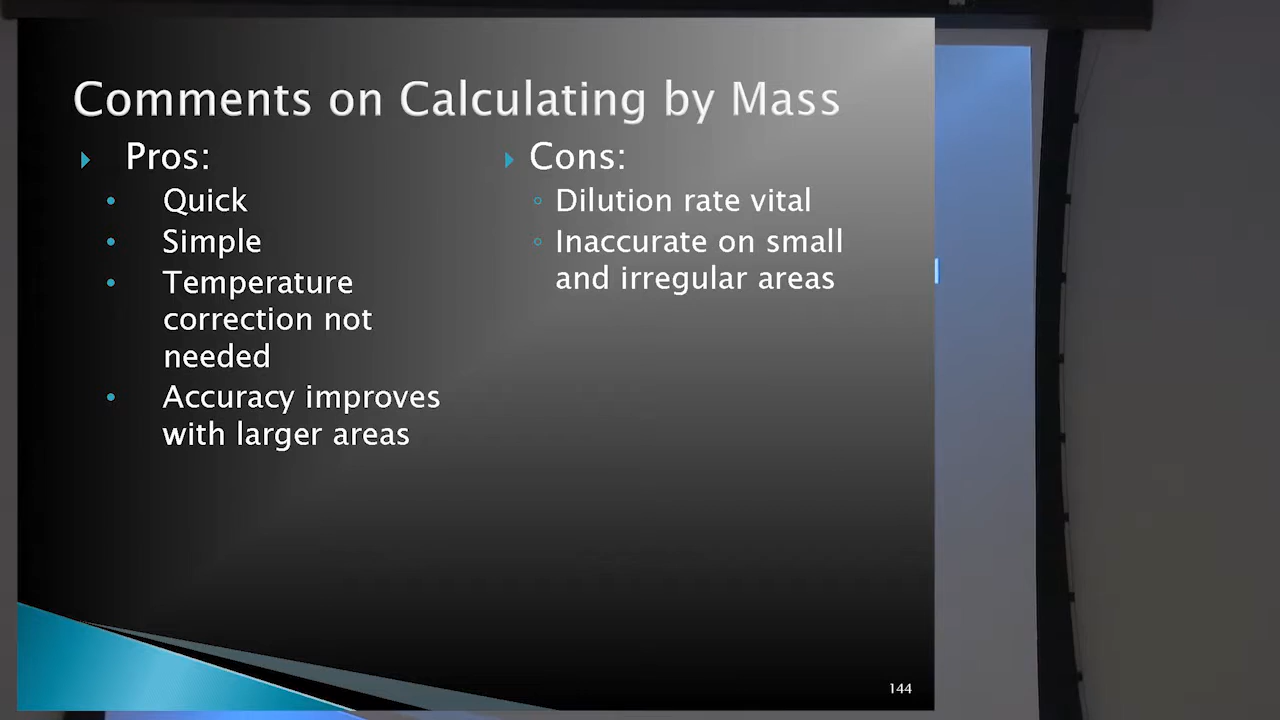 Comments on Calculating by Mass
Pros:
Quick
Simple
Temperature
correction not
needed
Accuracy improves
with larger areas
Cons:
Dilution rate vital
Inaccurate on small
and irregular areas
144